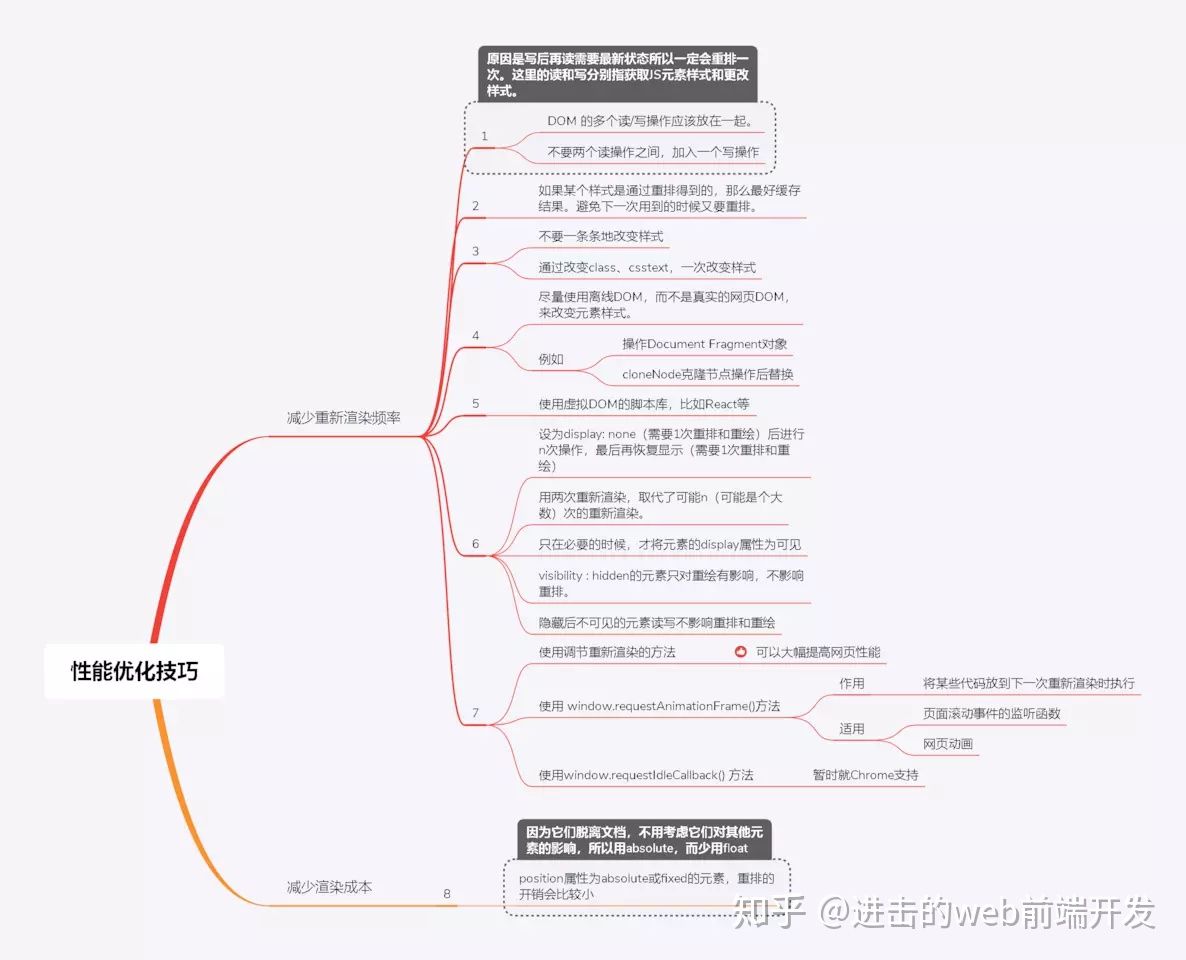 原因是写后再读需要最新状态所以一定会重排一
次。这里的读和写分别指获取JS元素样式和更改
样式。
1
DOM 的多个读/写操作应该放在一起。
不要两个读操作之间，加入一个写操作
2
如果某个样式是通过重排得到的，那么最好缓存
结果。避免下一次用到的时候又要重排。
3
不要一条条地改变样式
通过改变class、csstext，一次改变样式
4
尽量使用离线DOM，而不是真实的网页DOM，
来改变元素样式。
例如
操作Document Fragment对象
cloneNode克隆节点操作后替换
减少重新渲染频率
5
使用虚拟DOM的脚本库，比如React等
6
设为display: none（需要1次重排和重绘）后进行
n次操作，最后再恢复显示（需要1次重排和重
绘）
用两次重新渲染，取代了可能n（可能是个大
数）次的重新渲染。
只在必要的时候，才将元素的display属性为可见
visibility : hidden的元素只对重绘有影响，不影响
重排。
隐藏后不可见的元素读写不影响重排和重绘
性能优化技巧
7
使用调节重新渲染的方法
可以大幅提高网页性能
使用 window.requestAnimationFrame()方法
作用
将某些代码放到下一次重新渲染时执行
适用
页面滚动事件的监听函数
网页动画
使用window.requestIdleCallback() 方法
暂时就Chrome支持
因为它们脱离文档，不用考虑它们对其他元
素的影响，所以用absolute，而少用float
减少渲染成本
8
position属性为absolute或fixed的元素，重排的
开销会比较小
知乎 @进击的web前端开发